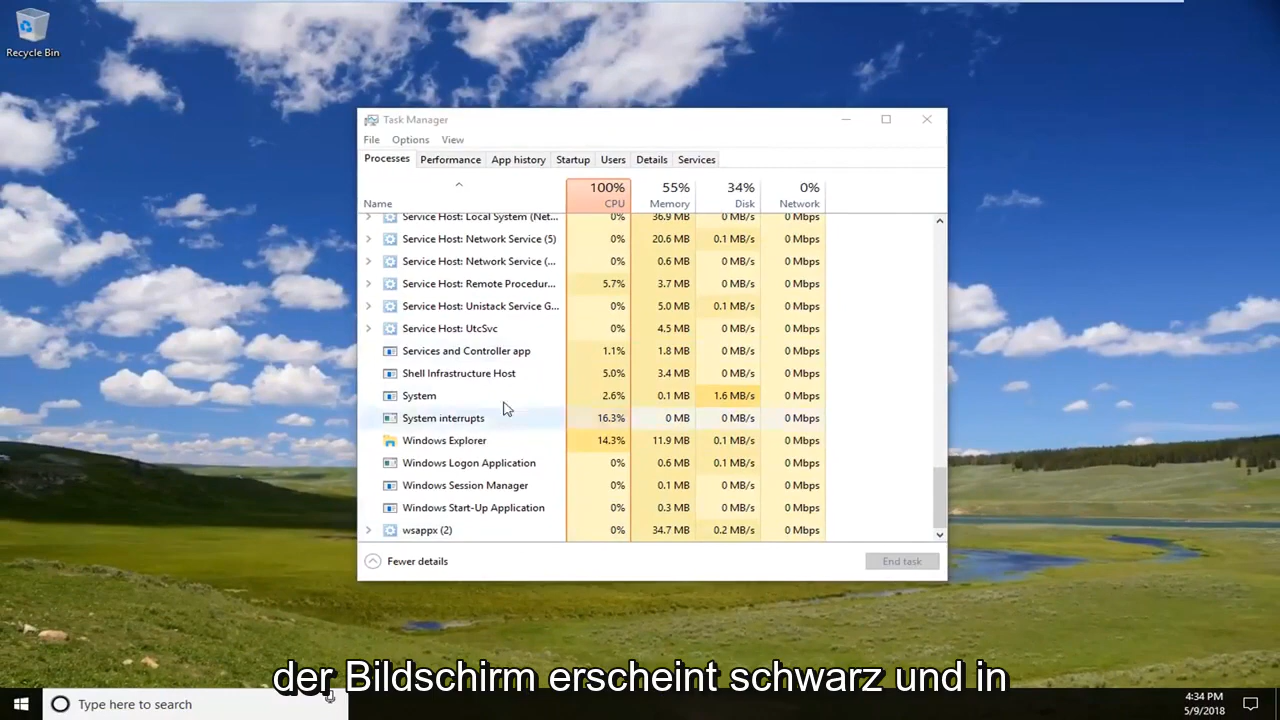 Recycle Bin
Task Manager
File Options View
Processes Performance App history Startup Users Details Services
100% 55% 34% 0%
Name CPU Memory Disk Network
Service Host: Local System (Net... 0% 36.9 MB 0 MB/s 0 Mbps
Service Host: Network Service (5) 0% 20.6 MB 0.1 MB/s 0 Mbps
Service Host: Network Service (... 0% 0.6 MB 0 MB/s 0 Mbps
Service Host: Remote Procedur... 5.7% 3.7 MB 0 MB/s 0 Mbps
Service Host: Unistack Service G... 0% 5.0 MB 0.1 MB/s 0 Mbps
Service Host: UtcSvc 0% 4.5 MB 0 MB/s 0 Mbps
Services and Controller app 1.1% 1.8 MB 0 MB/s 0 Mbps
Shell Infrastructure Host 5.0% 3.4 MB 0 MB/s 0 Mbps
System 2.6% 0.1 MB 1.6 MB/s 0 Mbps
System interrupts 16.3% 0 MB 0 MB/s 0 Mbps
Windows Explorer 14.3% 11.9 MB 0.1 MB/s 0 Mbps
Windows Logon Application 0% 0.6 MB 0.1 MB/s 0 Mbps
Windows Session Manager 0% 0.1 MB 0 MB/s 0 Mbps
Windows Start-Up Application 0% 0.3 MB 0 MB/s 0 Mbps
wsappx (2) 0% 34.7 MB 0.2 MB/s 0 Mbps
Fewer details End task
der Bildschirm erscheint schwarz und in
Type here to search
4:34 PM
5/9/2018